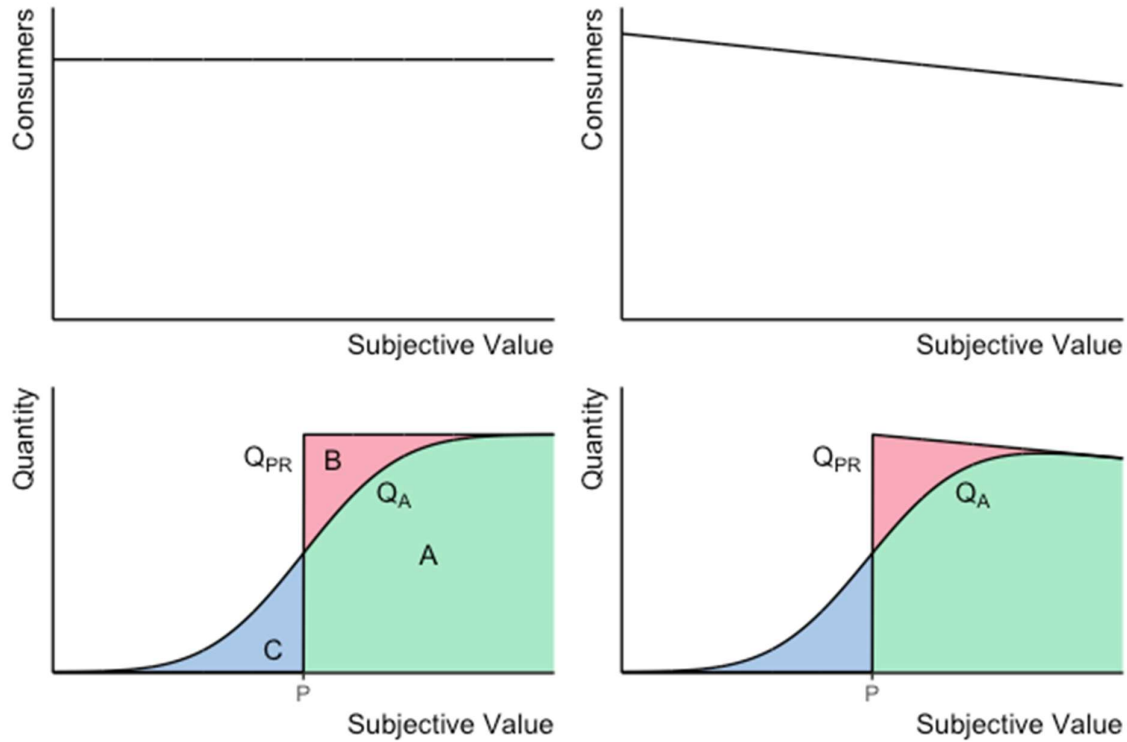 Consumers
Subjective Value
Consumers
Subjective Value
Quantity
QPR
B
QA
A
C
P
Subjective Value
Quantity
QPR
QA
P
Subjective Value